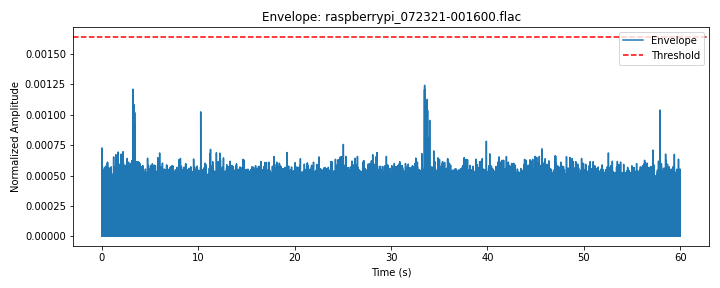 Envelope: raspberrypi_072321-001600.flac
Envelope
Threshold
Normalized Amplitude
0.00150
0.00125
0.00100
0.00075
0.00050
0.00025
0.00000
0 10 20 30 40 50 60
Time (s)